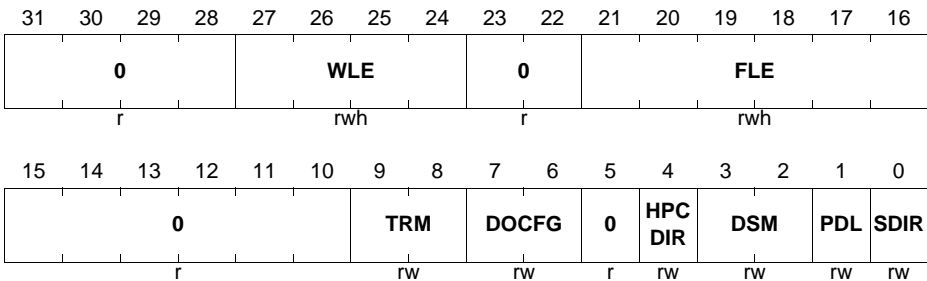 31 30 29 28 27 26 25 24 23 22 21 20 19 18 17 16
0 WLE 0 FLE
r rwh r rwh
15 14 13 12 11 10 9 8 7 6 5 4 3 2 1 0
0 TRM DOCFG 0 HPC DIR DSM PDL SDIR
r rw rw r rw rw rw rw